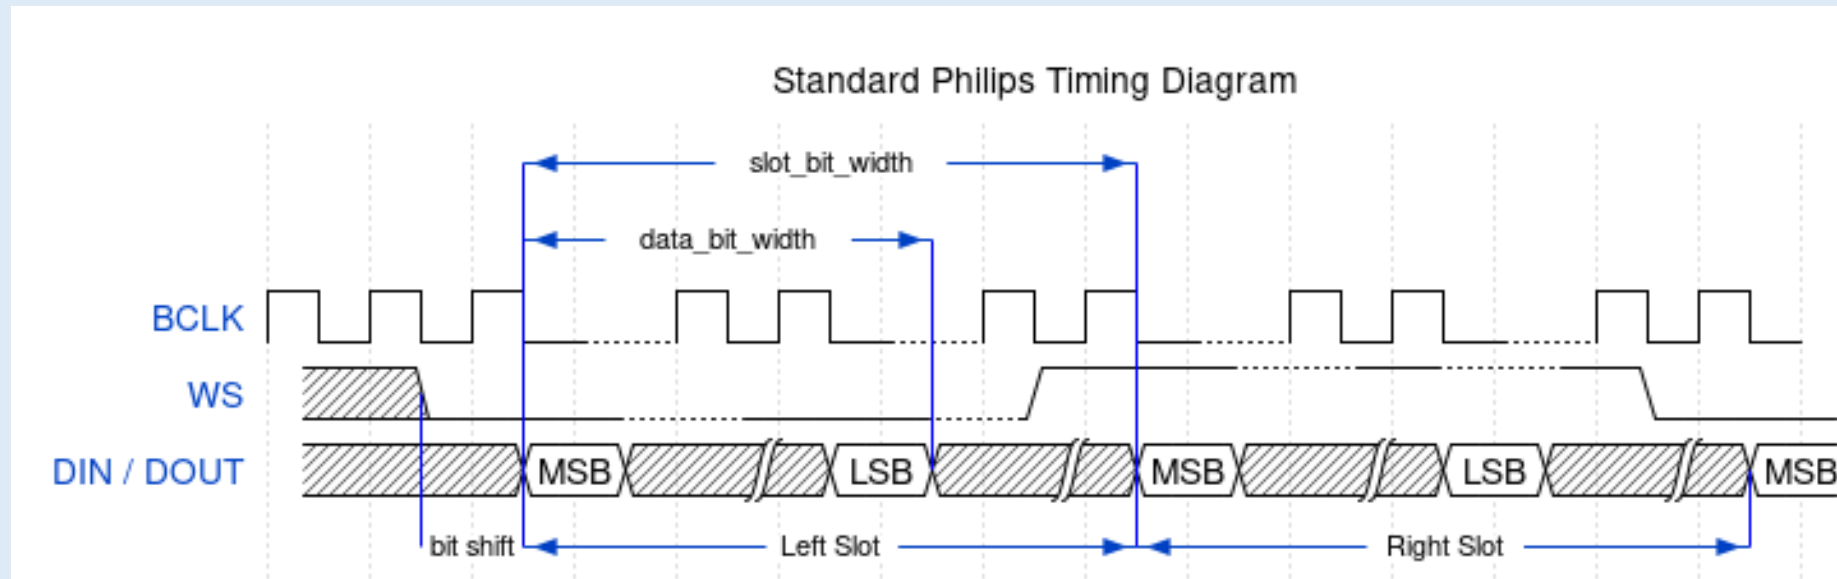 Standard Philips Timing Diagram
slot_bit_width
data_bit_width
BCLK
WS
DIN / DOUT MSB LSB MSB LSB MSB
bit shift Left Slot Right Slot